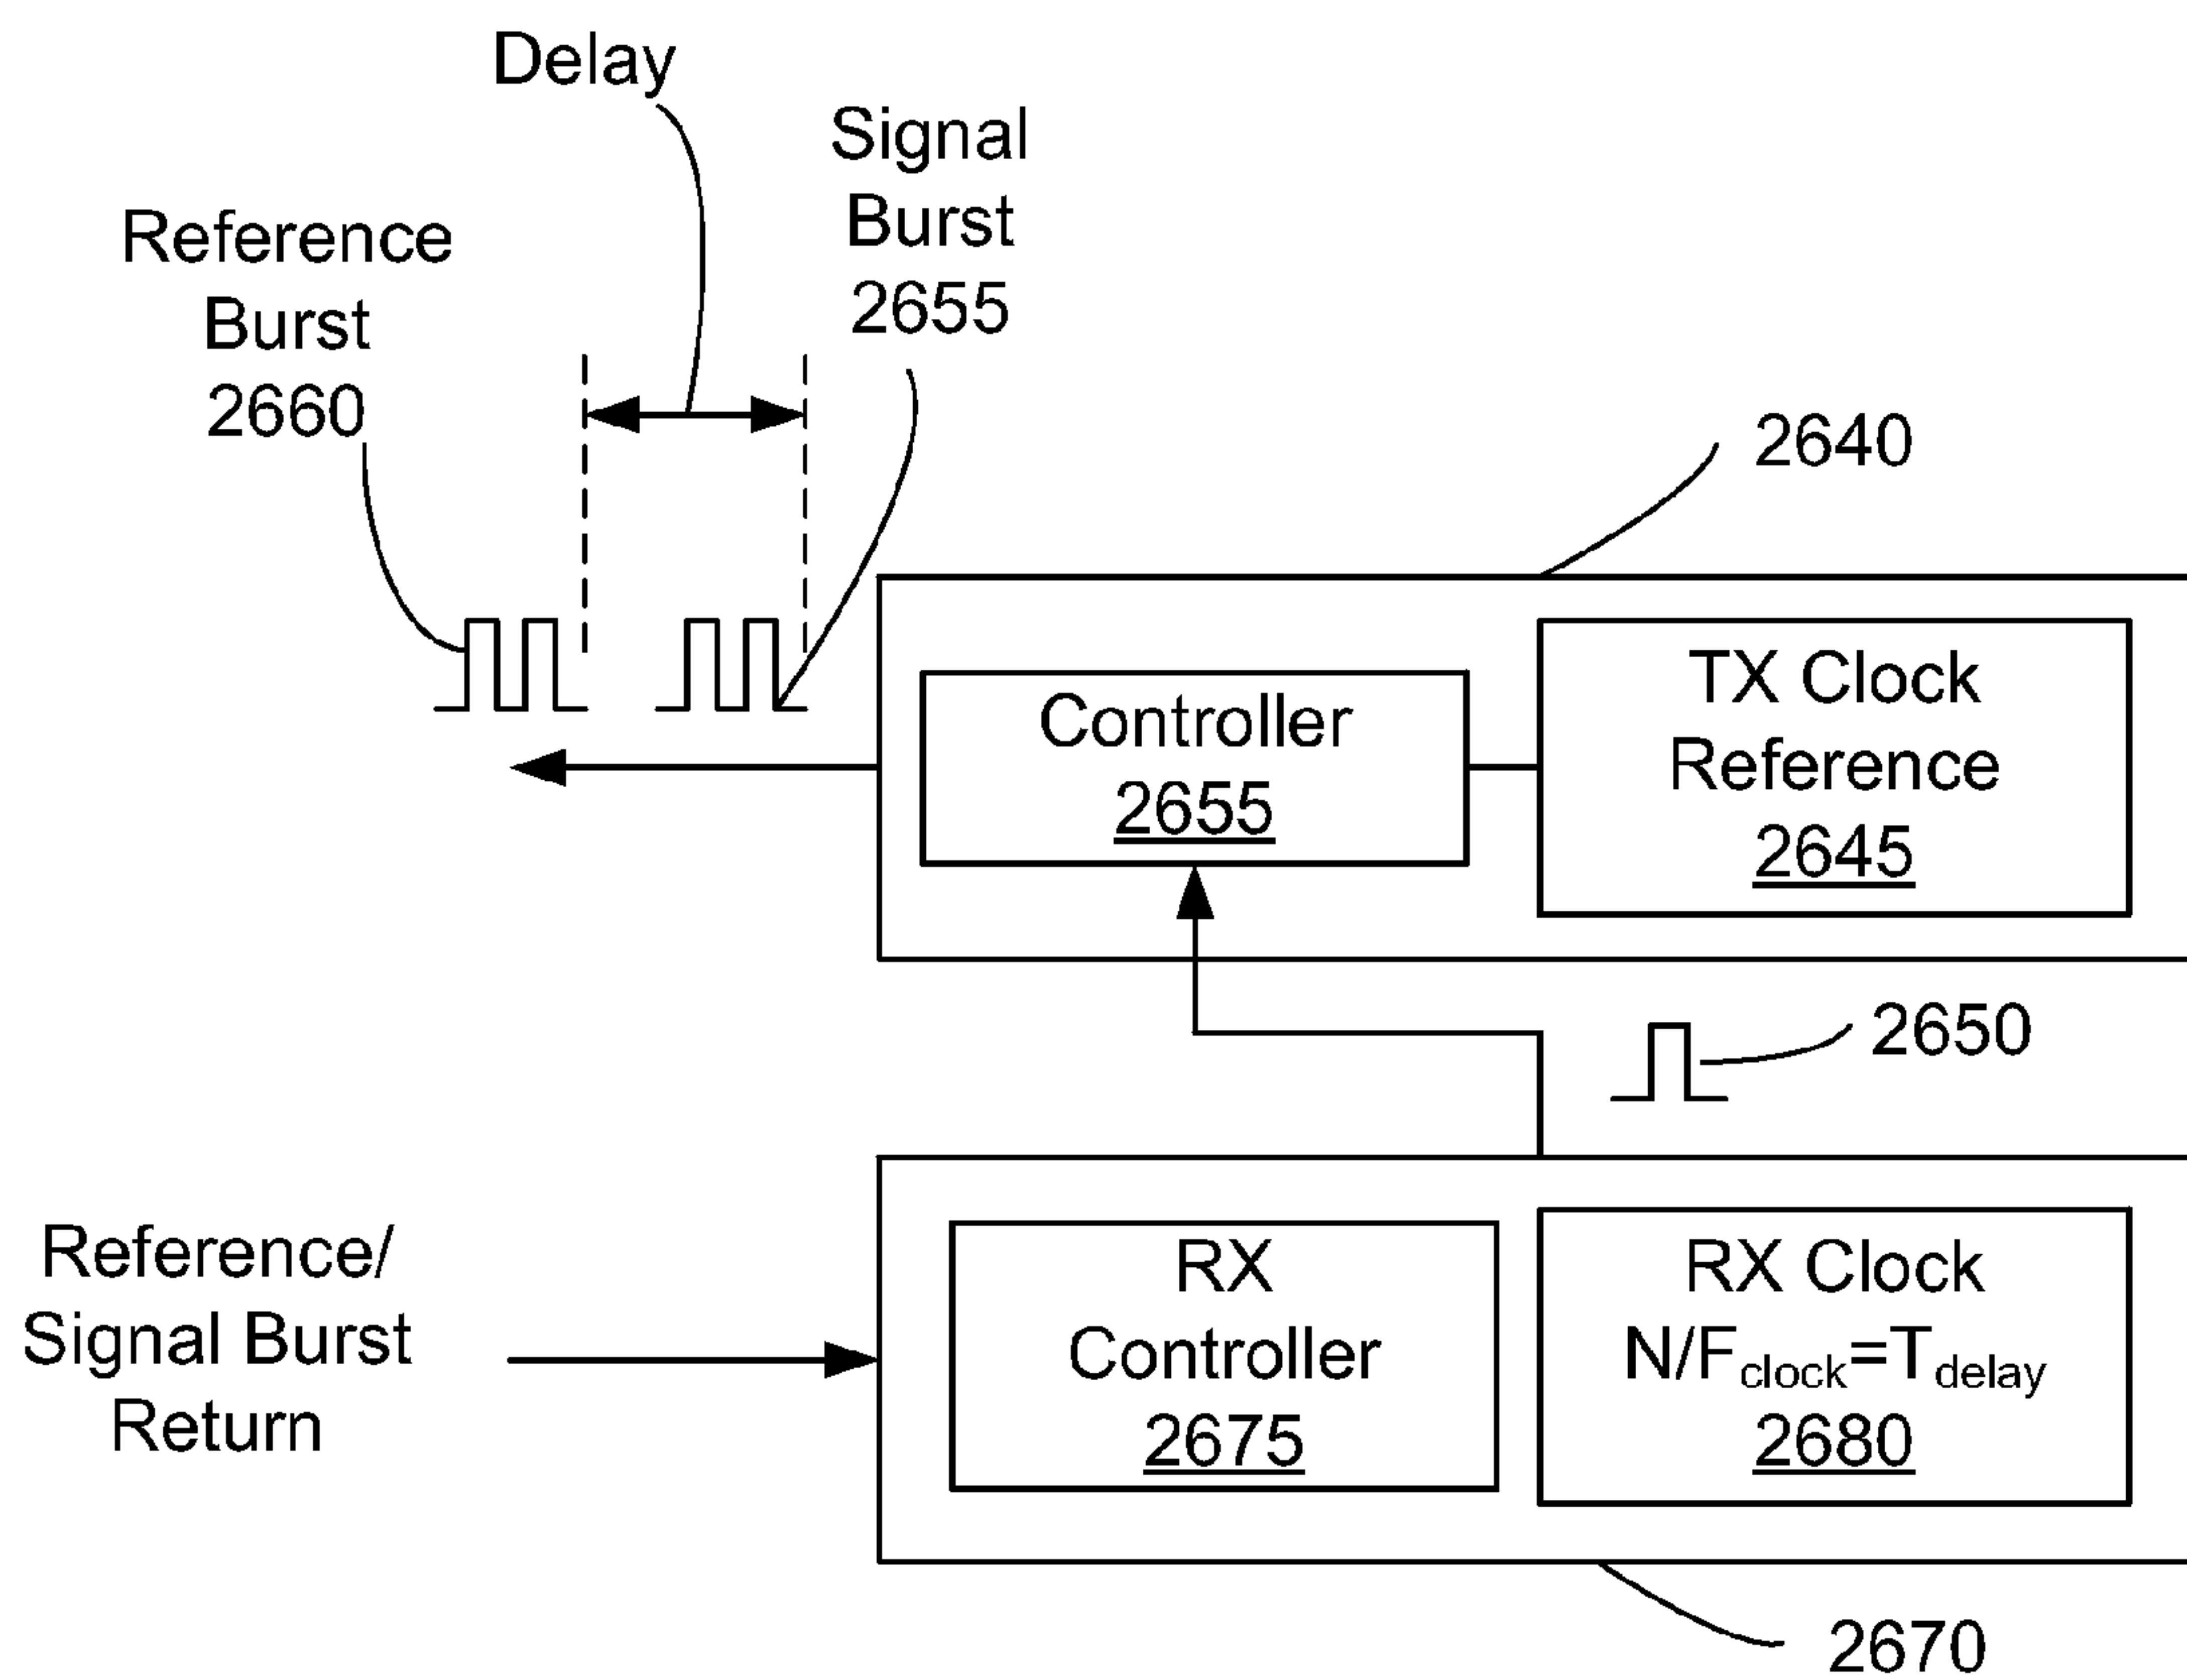 Delay
Signal
Burst
2655
Reference
Burst
2660
2640
Controller
2655
TX Clock
Reference
2645
2650
Reference/
Signal Burst
Return
RX
Controller
2675
RX Clock
N/Fclock=Tdelay
2680
2670